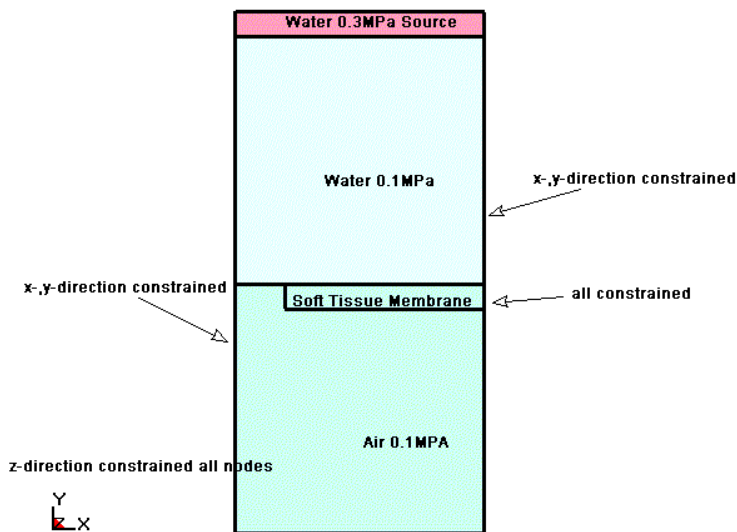 Water 0.3MPa Source
Water 0.1MPa
x-,y-direction constrained
x-,y-direction constrained
Soft Tissue Membrane
all constrained
Air 0.1MPA
z-direction constrained all nodes
Y
Z X